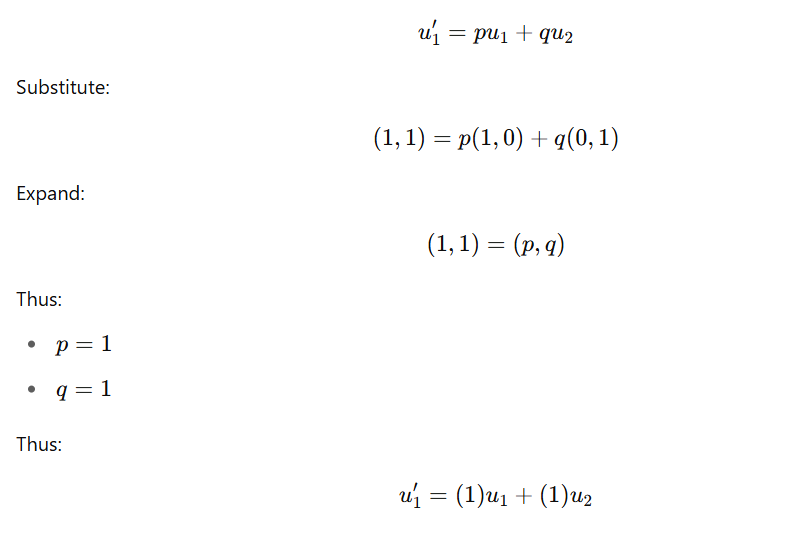 u′₁ = pu₁ + qu₂
Substitute:
(1, 1) = p(1, 0) + q(0, 1)
Expand:
(1, 1) = (p, q)
Thus:
• p = 1
• q = 1
Thus:
u′₁ = (1)u₁ + (1)u₂